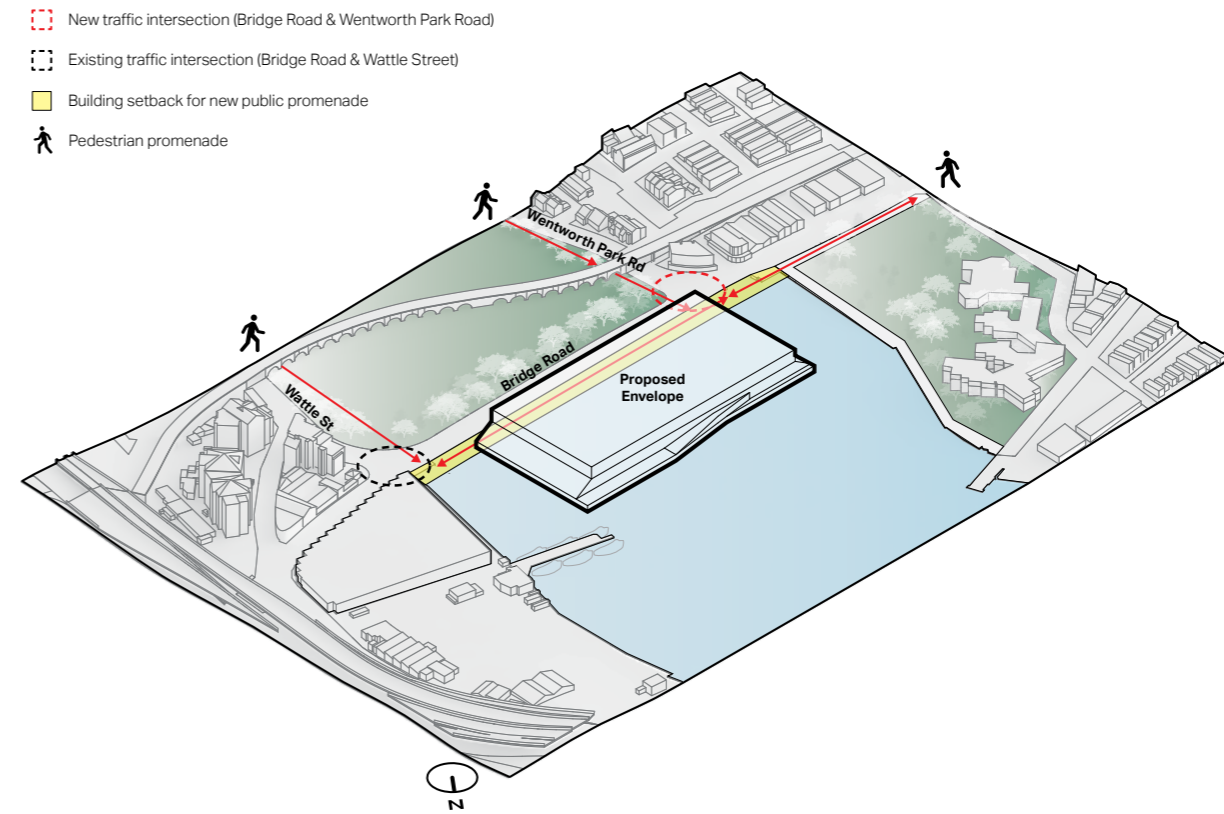 New traffic intersection (Bridge Road & Wentworth Park Road)
Existing traffic intersection (Bridge Road & Wattle Street)
Building setback for new public promenade
Pedestrian promenade
Wentworth Park Rd
Bridge Road
Wattle St
Proposed
Envelope
N